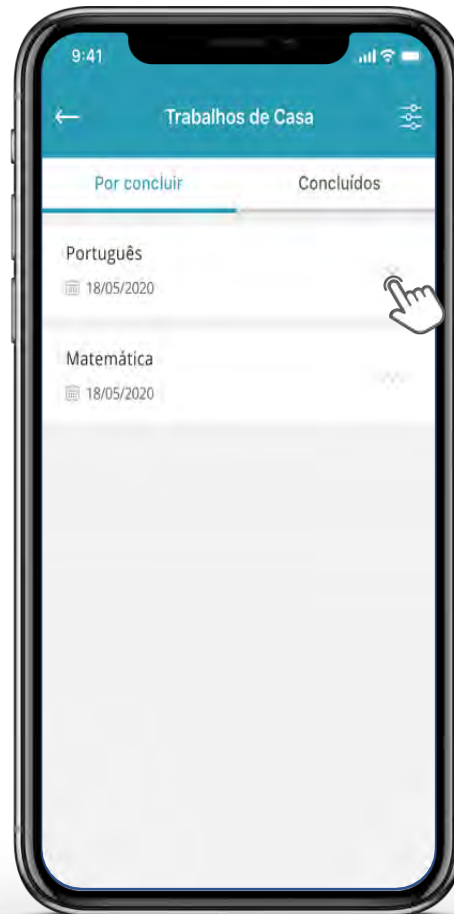 9:41
Trabalhos de Casa
Por concluir
Concluídos
Português
18/05/2020
Matemática
18/05/2020